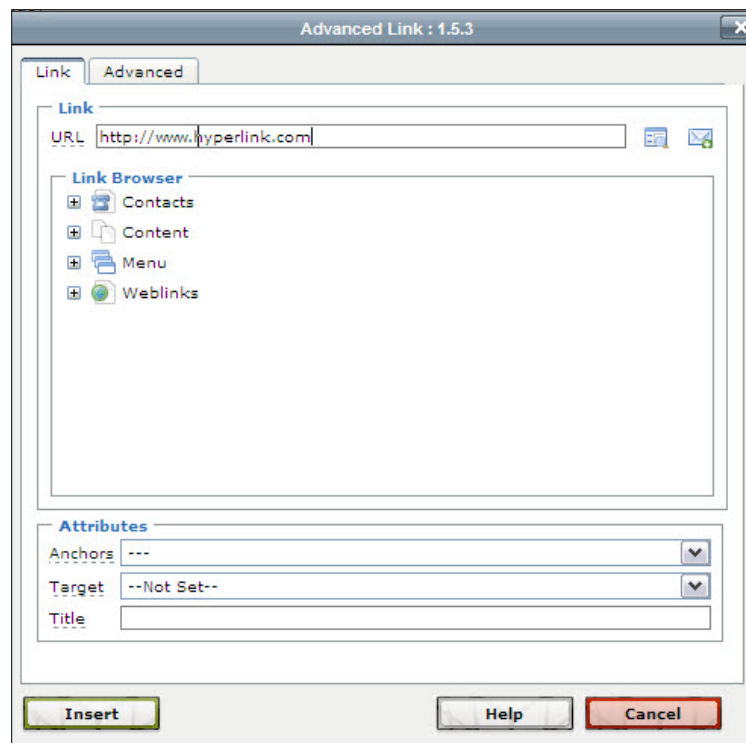 Advanced Link : 1.5.3
Link Advanced
Link
URL http://www.hyperlink.com
Link Browser
Contacts
Content
Menu
Weblinks
Attributes
Anchors ---
Target --Not Set--
Title
Insert Help Cancel